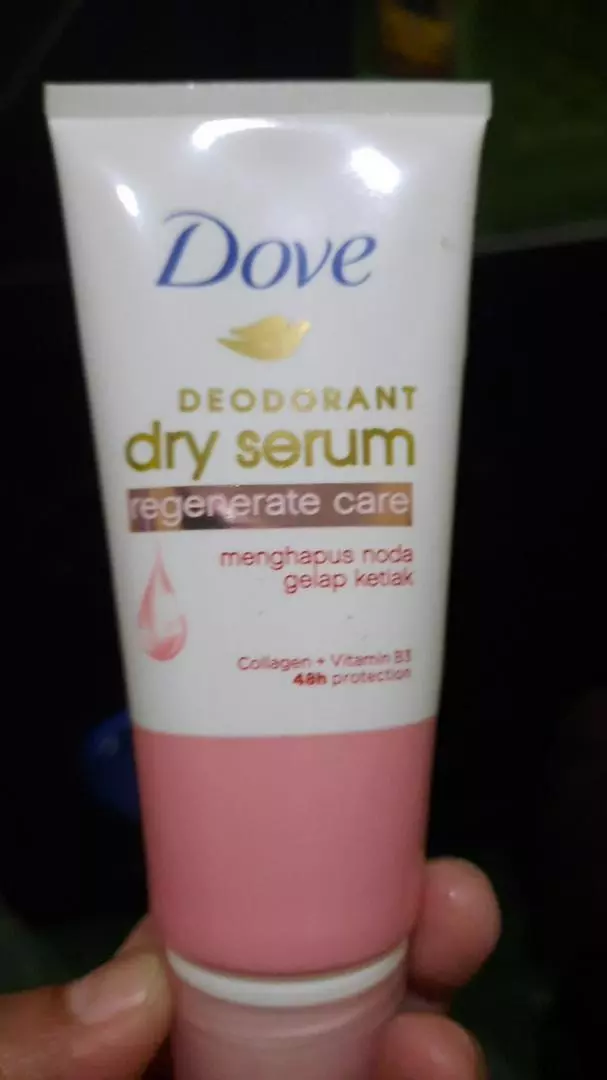 Dove
DEODORANT
dry serum
regenerate care
menghapus noda
gelap ketiak
Collagen + Vitamin B3
48h protection